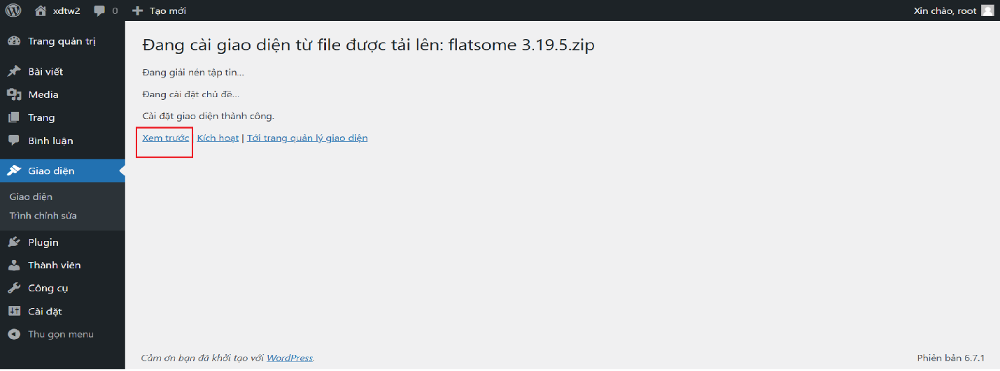 xdtw2 0 Tạo mới Xin chào, root
Trang quản trị
Bài viết
Media
Trang
Bình luận
Giao diện
Giao diện
Trình chỉnh sửa
Plugin
Thành viên
Công cụ
Cài đặt
Thu gọn menu
Đang cài giao diện từ file được tải lên: flatsome 3.19.5.zip
Đang giải nén tập tin...
Đang cài đặt chủ đề...
Cài đặt giao diện thành công.
Xem trước Kích hoạt | Tới trang quản lý giao diện
Cảm ơn bạn đã khởi tạo với WordPress. Phiên bản 6.7.1